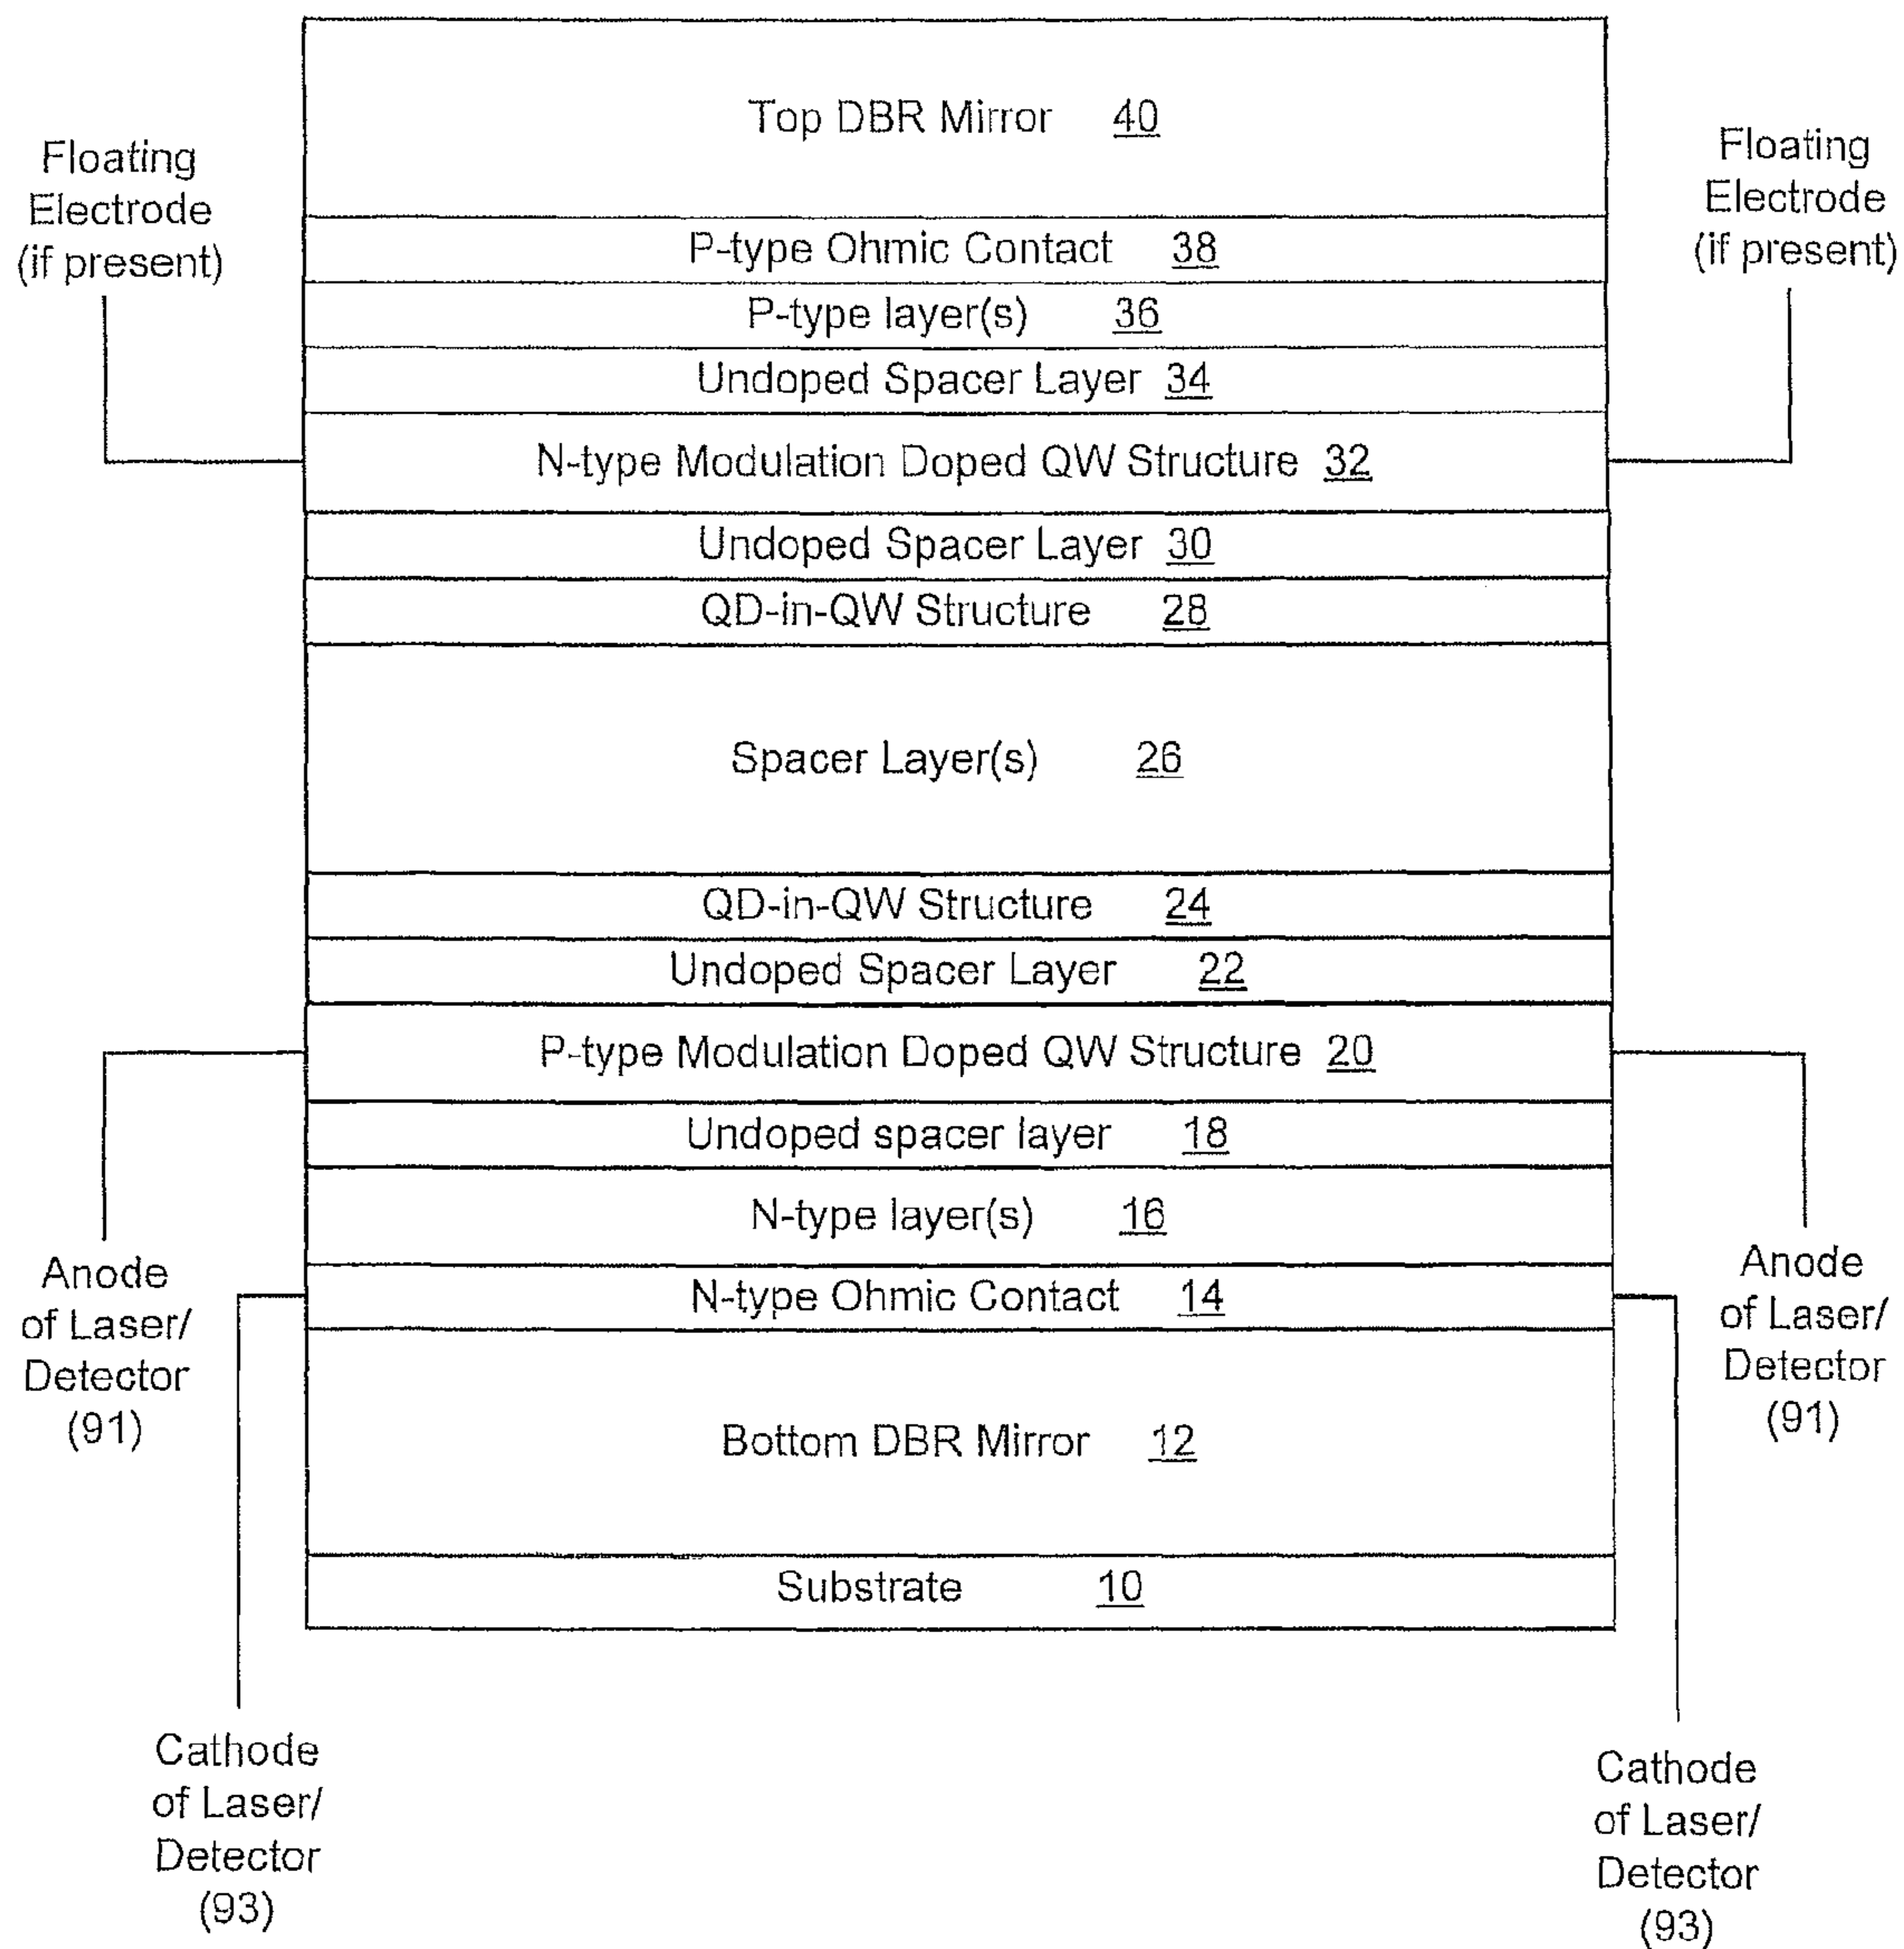 Top DBR Mirror 40
Floating
Electrode
(if present)
Floating
Electrode
(if present)
P-type Ohmic Contact 38
P-type layer(s) 36
Undoped Spacer Layer 34
N-type Modulation Doped QW Structure 32
Undoped Spacer Layer 30
QD-in-QW Structure 28
Spacer Layer(s) 26
QD-in-QW Structure 24
Undoped Spacer Layer 22
P-type Modulation Doped QW Structure 20
Undoped spacer layer 18
N-type layer(s) 16
N-type Ohmic Contact 14
Anode
of Laser/
Detector
(91)
Anode
of Laser/
Detector
(91)
Bottom DBR Mirror 12
Substrate 10
Cathode
of Laser/
Detector
(93)
Cathode
of Laser/
Detector
(93)